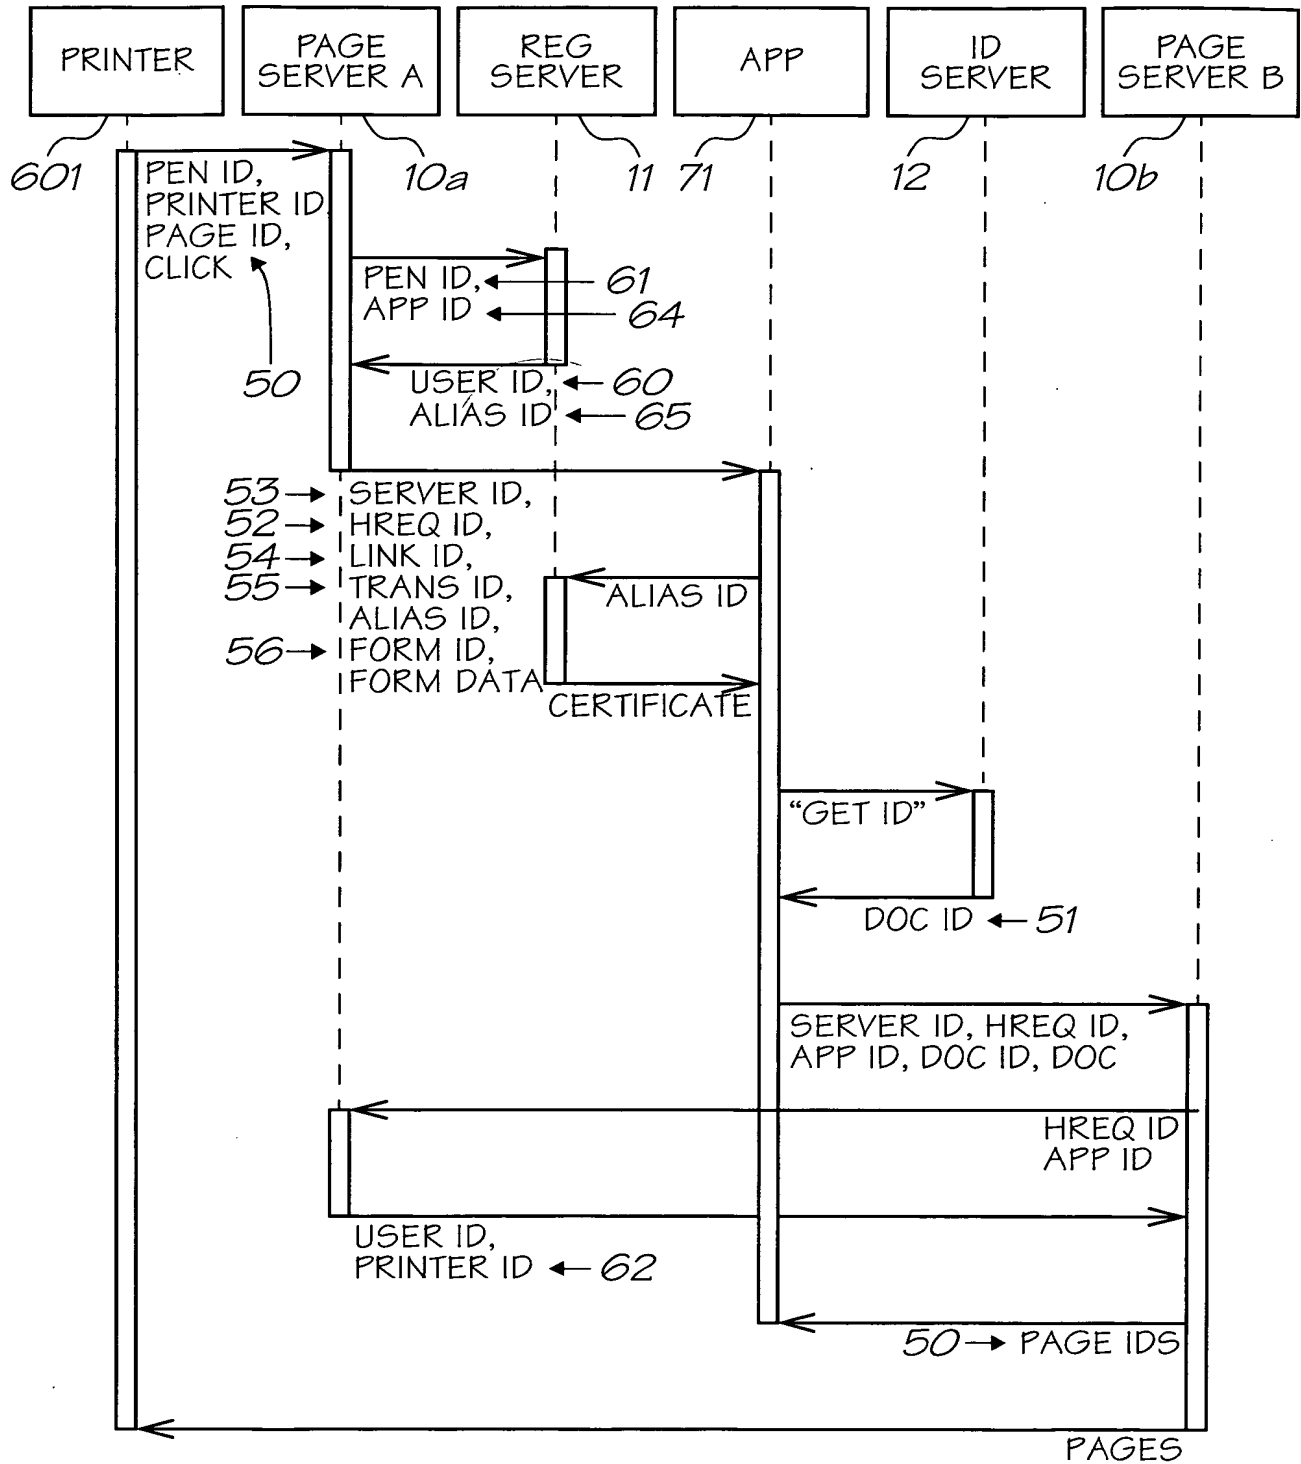 PRINTER
PAGE
SERVER A
REG
SERVER
APP
ID
SERVER
PAGE
SERVER B
601
10a
11
71
12
10b
PEN ID,
PRINTER ID
PAGE ID,
CLICK
50
PEN ID, 61
APP ID 64
USER ID, 60
ALIAS ID 65
53 SERVER ID,
52 HREQ ID,
54 LINK ID,
55 TRANS ID,
ALIAS ID,
56 FORM ID,
FORM DATA
ALIAS ID
CERTIFICATE
“GET ID”
DOC ID 51
SERVER ID, HREQ ID,
APP ID, DOC ID, DOC
HREQ ID
APP ID
USER ID,
PRINTER ID 62
50 PAGE IDS
PAGES